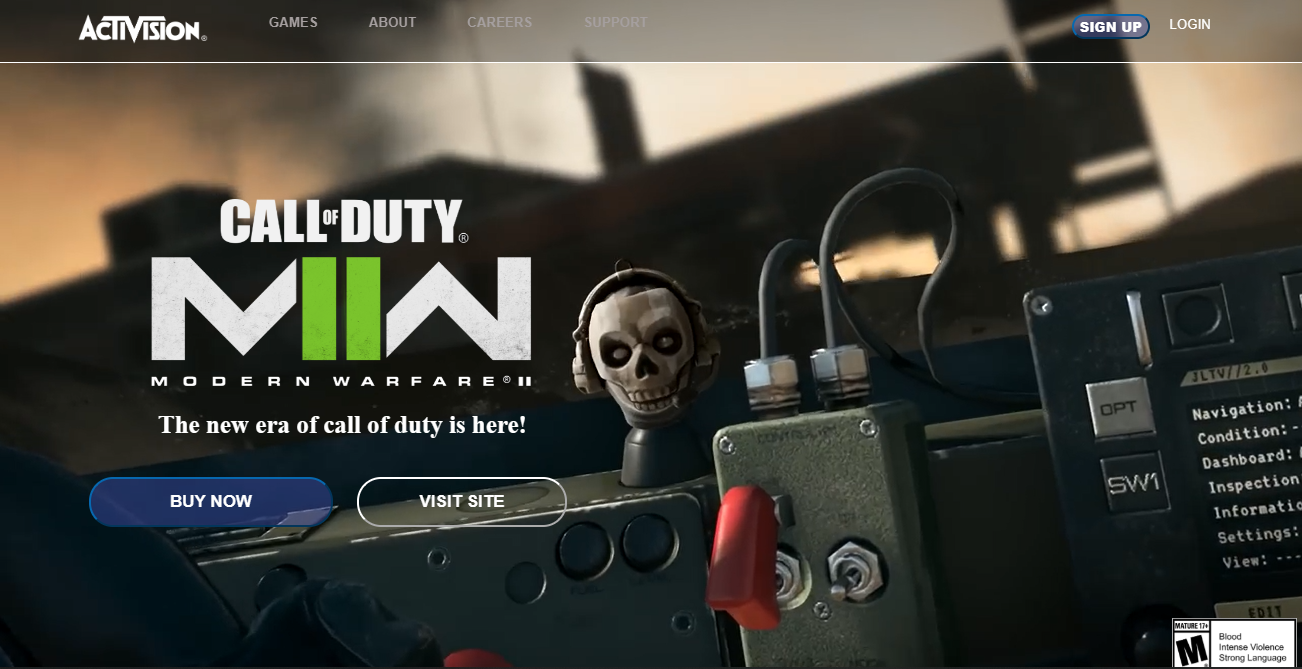 ACTIVISION®
GAMES
ABOUT
CAREERS
SUPPORT
SIGN UP
LOGIN
CALL OF DUTY®
MIIW
MODERN WARFARE® II
The new era of call of duty is here!
BUY NOW
VISIT SITE
JLTV//2.0
OPT
SW1
Navigation:
Condition:-
Dashboard:
Inspection
Informatio
Settings:
View: ---
EDIT
MATURE 17+
M
Blood
Intense Violence
Strong Language